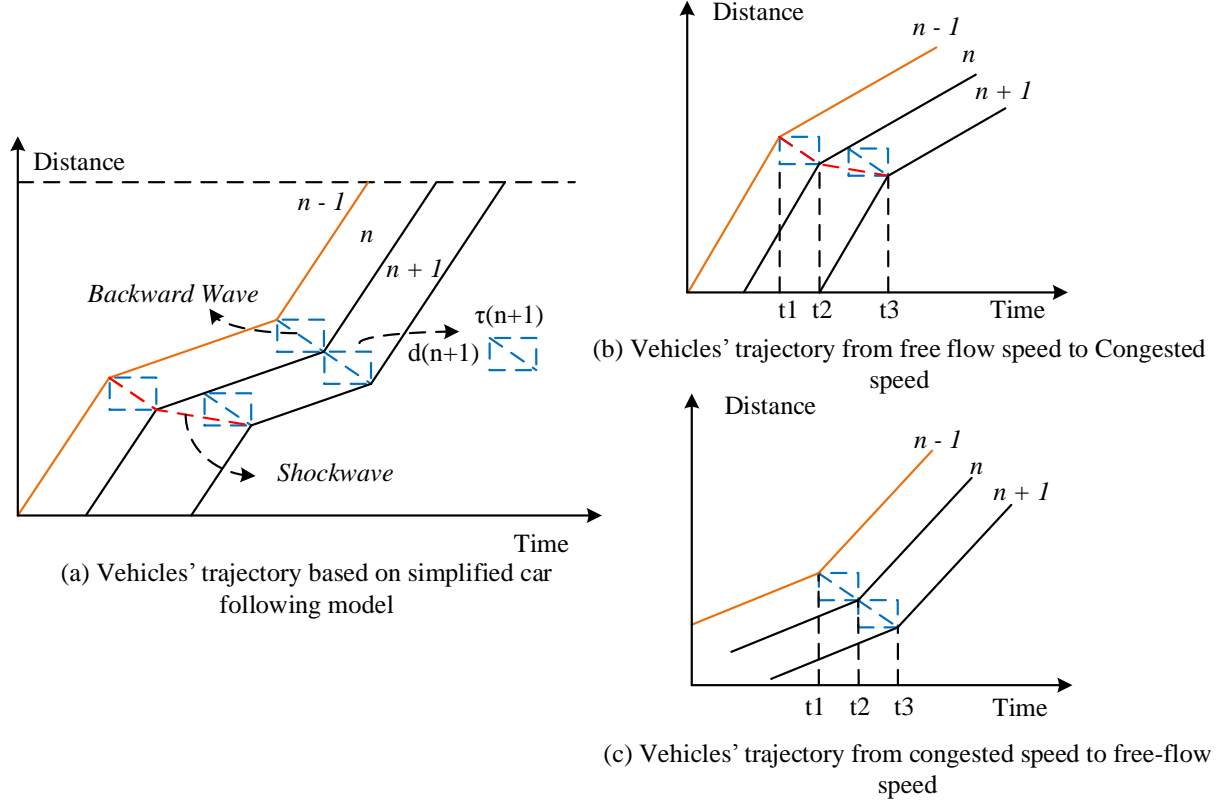 Distance
n - 1
n
n + 1
Backward Wave
τ(n+1)
d(n+1)
Shockwave
Time
(a) Vehicles’ trajectory based on simplified car
following model
Distance
n - 1
n
n + 1
t1
t2
t3
Time
(b) Vehicles’ trajectory from free flow speed to Congested
speed
Distance
n - 1
n
n + 1
t1
t2
t3
Time
(c) Vehicles’ trajectory from congested speed to free-flow
speed